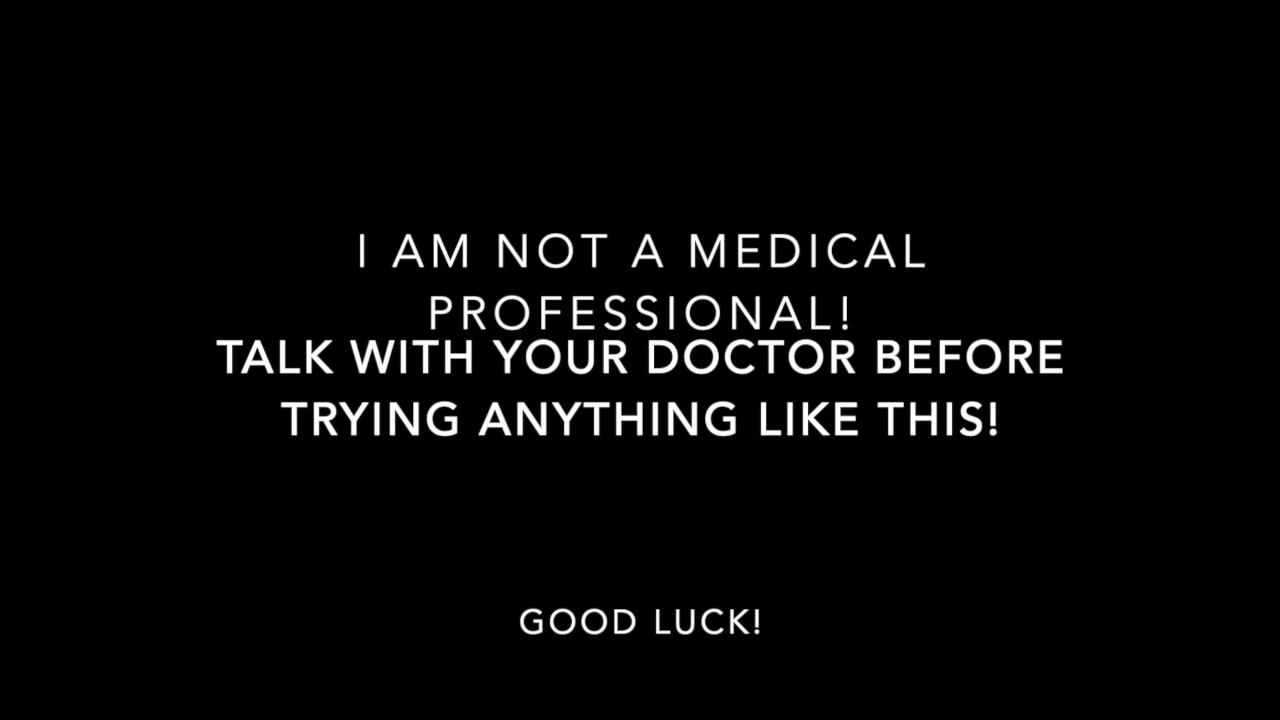 I AM NOT A MEDICAL
PROFESSIONAL!
TALK WITH YOUR DOCTOR BEFORE
TRYING ANYTHING LIKE THIS!
GOOD LUCK!